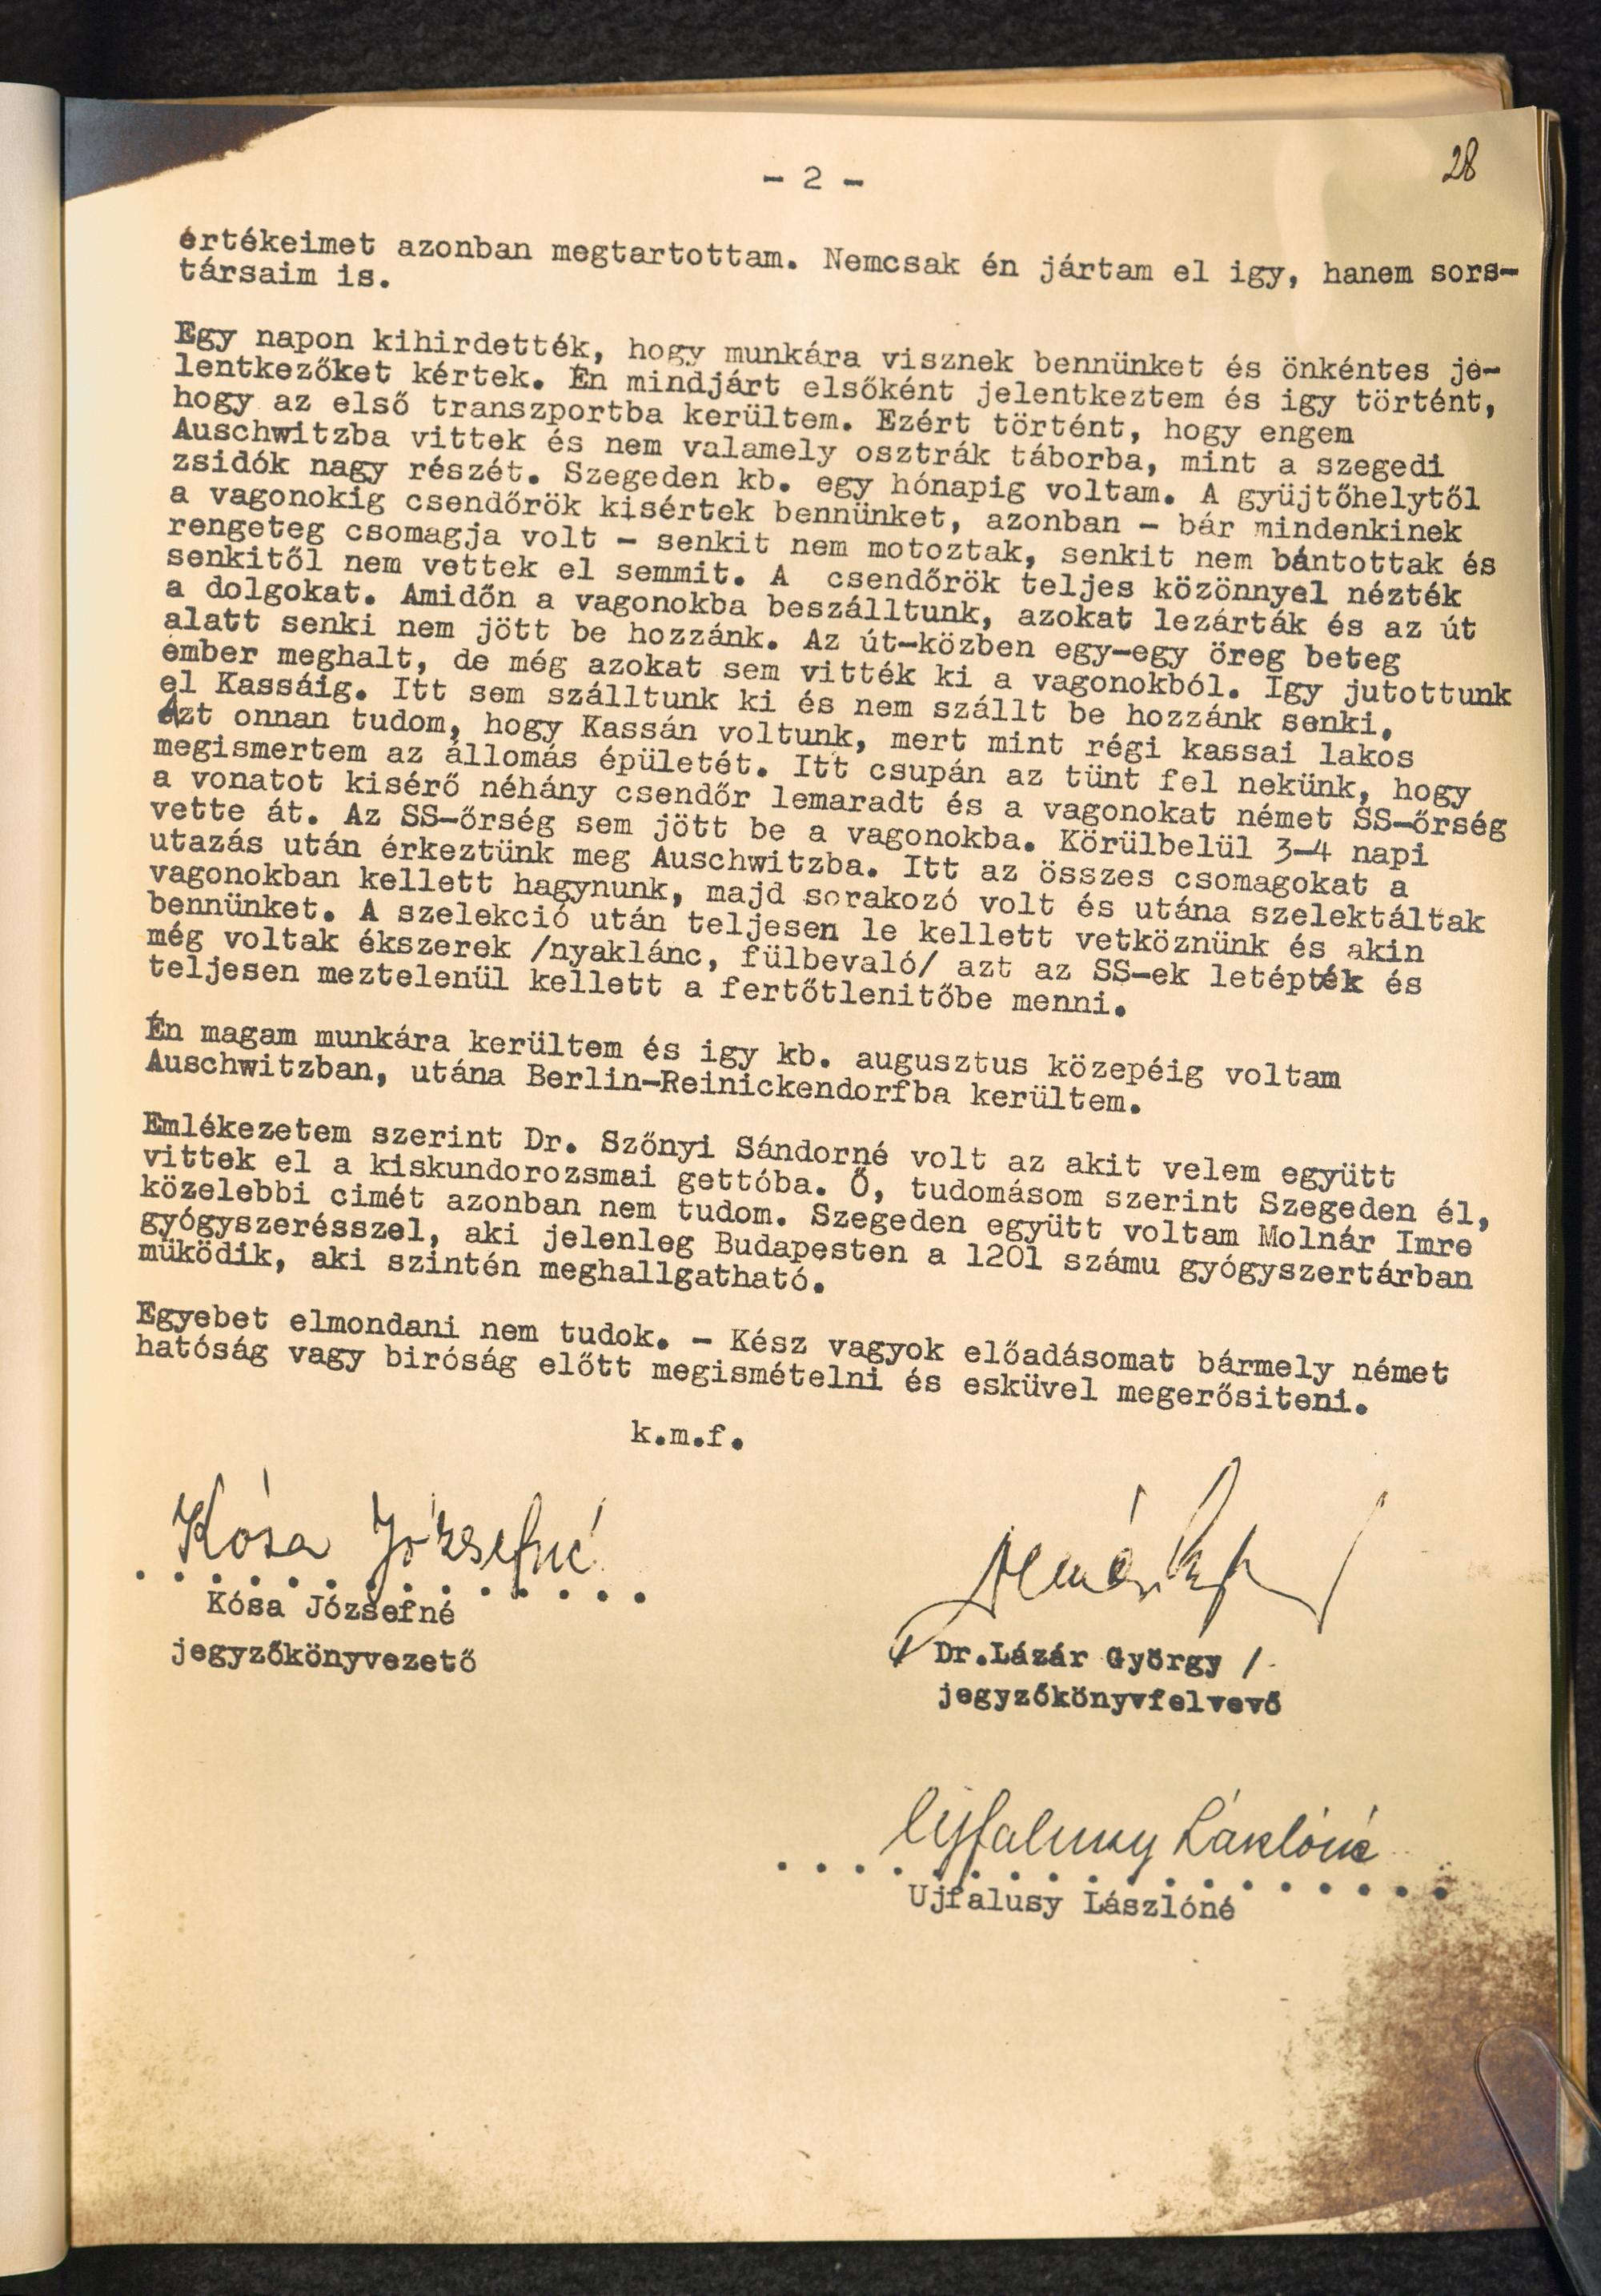 28
- 2 -
értékeimet azonban megtartottam. Nemcsak én jártam el igy, hanem sors-
társaim is.
Egy napon kihirdették, hogy munkára visznek bennünket és önkéntes je-
lentkezőket kértek. Én mindjárt elsőként jelentkeztem és igy történt,
hogy az első transzportba kerültem. Ezért történt, hogy engem
Auschwitzba vittek és nem valamely osztrák táborba, mint a szegedi
zsidók nagy részét. Szegeden kb. egy hónapig voltam. A gyüjtőhelytől
a vagonokig csendőrök kisértek bennünket, azonban - bár mindenkinek
rengeteg csomagja volt - senkit nem motoztak, senkit nem bántottak és
senkitől nem vettek el semmit. A csendőrök teljes közönnyel nézték
a dolgokat. Amidőn a vagonokba beszálltunk, azokat lezárták és az út
alatt senki nem jött be hozzánk. Az út-közben egy-egy öreg beteg
ember meghalt, de még azokat sem vitték ki a vagonokból. Igy jutottunk
el Kassáig. Itt sem szálltunk ki és nem szállt be hozzánk senki.
Azt onnan tudom, hogy Kassán voltunk, mert mint régi kassai lakos
megismertem az állomás épületét. Itt csupán az tünt fel nekünk, hogy
a vonatot kisérő néhány csendőr lemaradt és a vagonokat német SS-őrség
vette át. Az SS-őrség sem jött be a vagonokba. Körülbelül 3-4 napi
utazás után érkeztünk meg Auschwitzba. Itt az összes csomagokat a
vagonokban kellett hagynunk, majd sorakozó volt és utána szelektáltak
bennünket. A szelekció után teljesen le kellett vetköznünk és akin
még voltak ékszerek /nyaklánc, fülbevaló/ azt az SS-ek letépték és
teljesen meztelenül kellett a fertőtlenitőbe menni.
Én magam munkára kerültem és igy kb. augusztus közepéig voltam
Auschwitzban, utána Berlin-Reinickendorfba kerültem.
Emlékezetem szerint Dr. Szőnyi Sándorné volt az akit velem együtt
vittek el a kiskundorozsmai gettóba. Ő, tudomásom szerint Szegeden él,
közelebbi cimét azonban nem tudom. Szegeden együtt voltam Molnár Imre
gyógyszerésszel, aki jelenleg Budapesten a 1201 számu gyógyszertárban
müködik, aki szintén meghallgatható.
Egyebet elmondani nem tudok. - Kész vagyok előadásomat bármely német
hatóság vagy biróság előtt megismételni és esküvel megerősiteni.
k.m.f.
Kósa Józsefné
. . . . . . . . . . . . . .
Kósa Józsefné
jegyzőkönyvezető
/ Dr.Lázár György /
jegyzőkönyvfelvevő
Ujfalusy Lászlóné
. . . . . . . . . . . . . . . . . .
Ujfalusy Lászlóné